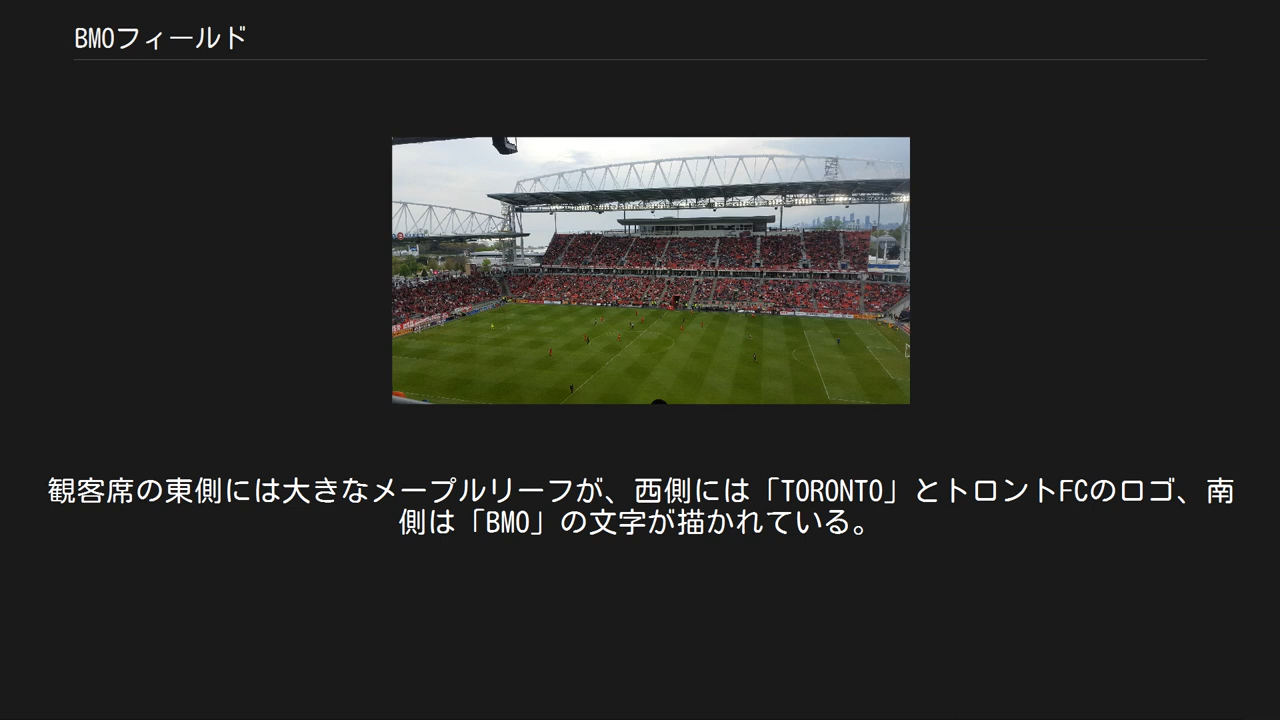 BMOフィールド
観客席の東側には大きなメープルリーフが、西側には「TORONTO」とトロントFCのロゴ、南
側は「BMO」の文字が描かれている。